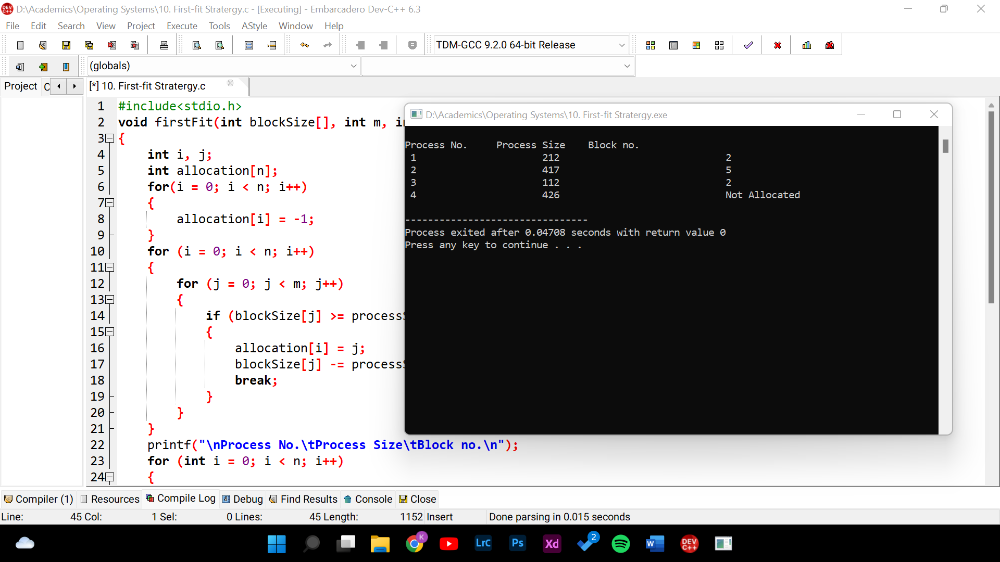 D:\Academics\Operating Systems\10. First-fit Stratergy.c - [Executing] - Embarcadero Dev-C++ 6.3
File Edit Search View Project Execute Tools AStyle Window Help
TDM-GCC 9.2.0 64-bit Release
(globals)
Project C
[*] 10. First-fit Stratergy.c
1 #include<stdio.h>
2 void firstFit(int blockSize[], int m,
3 {
4 int i, j;
5 int allocation[n];
6 for(i = 0; i < n; i++)
7 {
8 allocation[i] = -1;
9 }
10 for (i = 0; i < n; i++)
11 {
12 for (j = 0; j < m; j++)
13 {
14 if (blockSize[j] >= process
15 {
16 allocation[i] = j;
17 blockSize[j] -= process
18 break;
19 }
20 }
21 }
22 printf("\nProcess No.\tProcess Size\tBlock no.\n");
23 for (int i = 0; i < n; i++)
24 {
D:\Academics\Operating Systems\10. First-fit Stratergy.exe
Process No. Process Size Block no.
1 212 2
2 417 5
3 112 2
4 426 Not Allocated
--------------------------------
Process exited after 0.04708 seconds with return value 0
Press any key to continue . . .
Compiler (1) Resources Compile Log Debug Find Results Console Close
Line: 45 Col: 1 Sel: 0 Lines: 45 Length: 1152 Insert Done parsing in 0.015 seconds
K LrC Ps Xd 2 W DEV C++